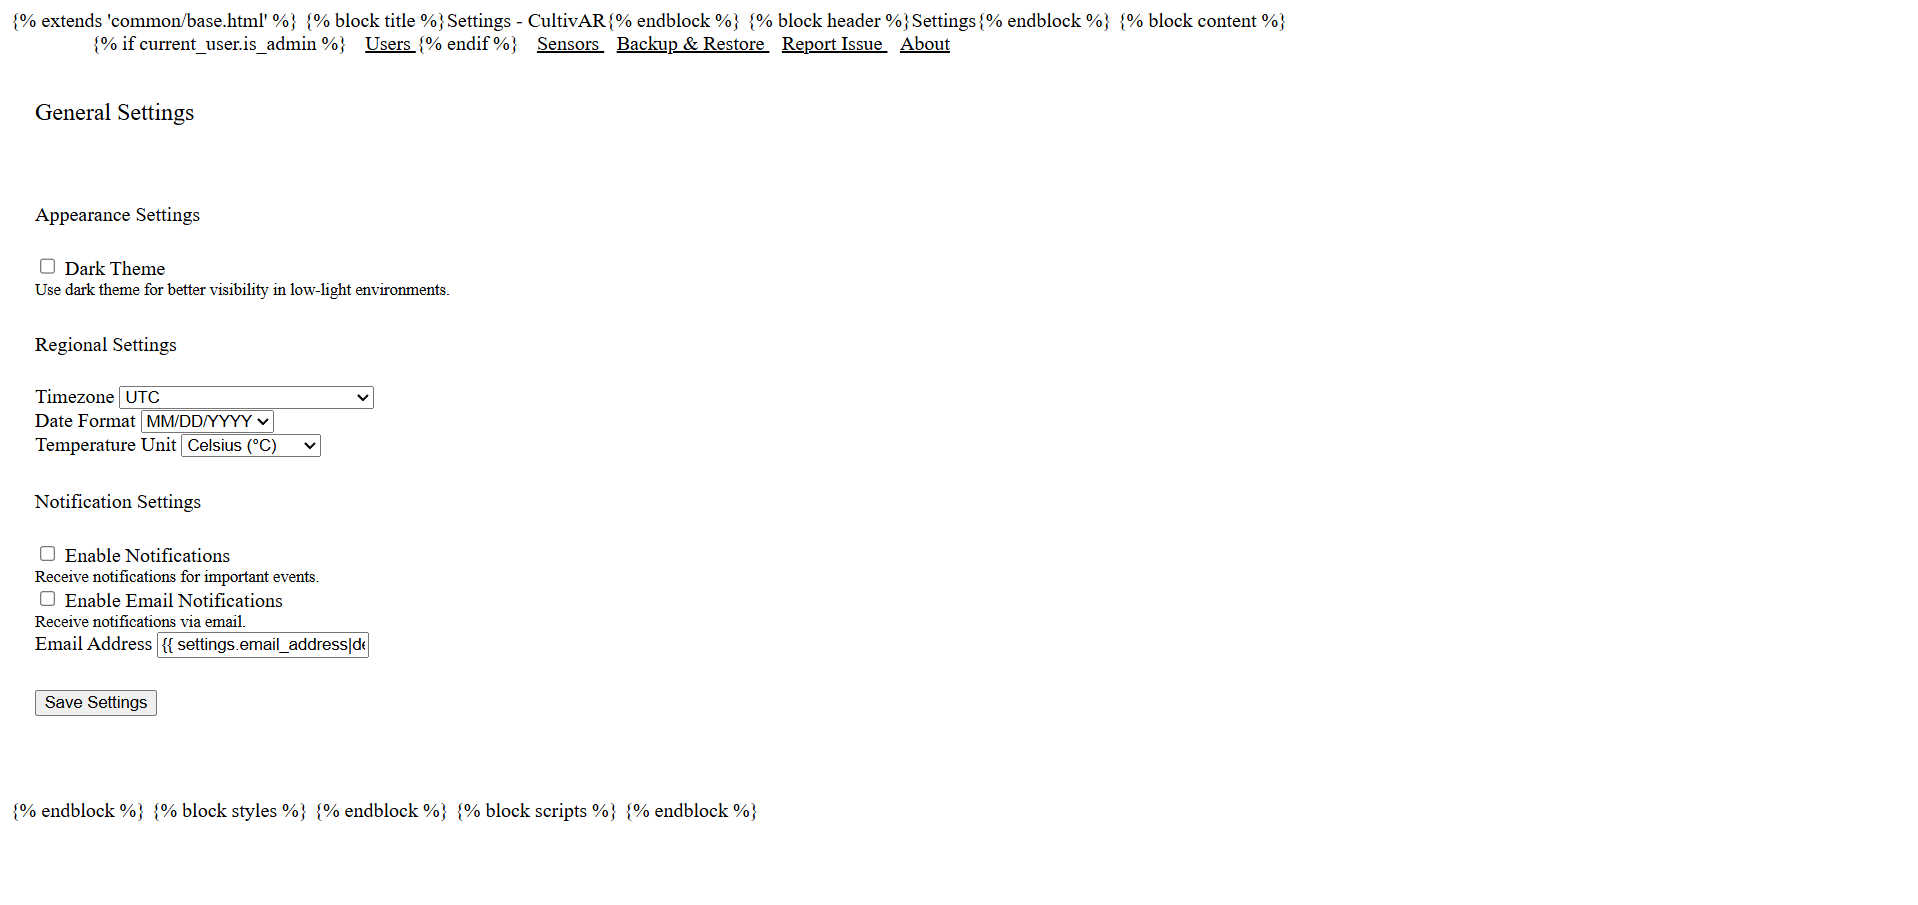 {% extends 'common/base.html' %} {% block title %}Settings - CultivAR{% endblock %} {% block header %}Settings{% endblock %} {% block content %}
{% if current_user.is_admin %} Users {% endif %} Sensors Backup & Restore Report Issue About
General Settings
Appearance Settings
Dark Theme
Use dark theme for better visibility in low-light environments.
Regional Settings
Timezone UTC
Date Format MM/DD/YYYY
Temperature Unit Celsius (°C)
Notification Settings
Enable Notifications
Receive notifications for important events.
Enable Email Notifications
Receive notifications via email.
Email Address {{ settings.email_address|de
Save Settings
{% endblock %} {% block styles %} {% endblock %} {% block scripts %} {% endblock %}